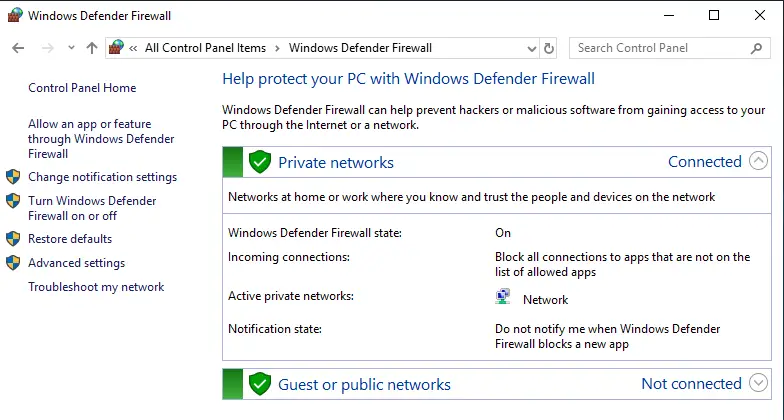 Windows Defender Firewall
All Control Panel Items
Windows Defender Firewall
Search Control Panel
Control Panel Home
Allow an app or feature
through Windows Defender
Firewall
Change notification settings
Turn Windows Defender
Firewall on or off
Restore defaults
Advanced settings
Troubleshoot my network
Help protect your PC with Windows Defender Firewall
Windows Defender Firewall can help prevent hackers or malicious software from gaining access to your
PC through the Internet or a network.
Private networks Connected
Networks at home or work where you know and trust the people and devices on the network
Windows Defender Firewall state: On
Incoming connections: Block all connections to apps that are not on the
list of allowed apps
Active private networks: Network
Notification state: Do not notify me when Windows Defender
Firewall blocks a new app
Guest or public networks Not connected